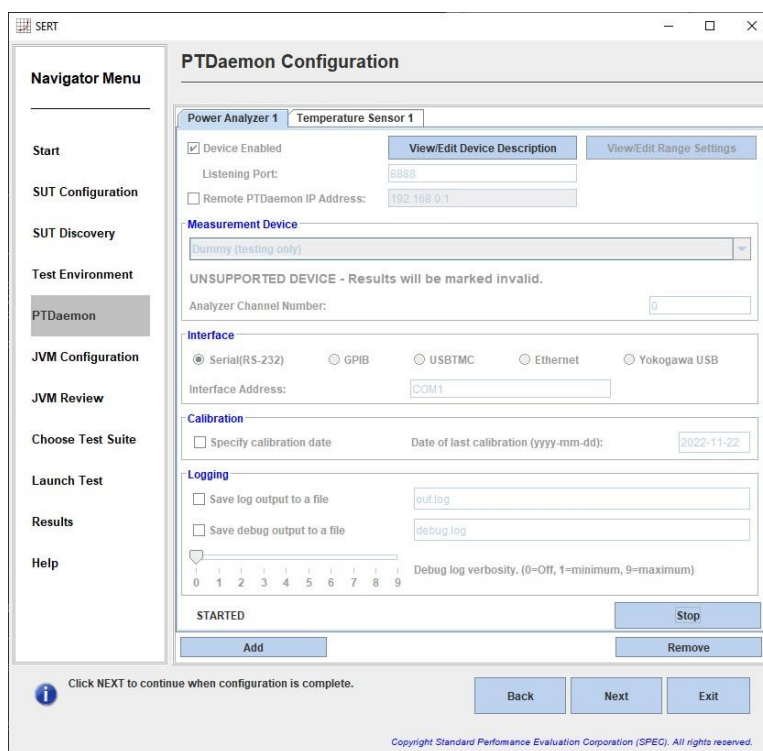 SERT
Navigator Menu
Start
SUT Configuration
SUT Discovery
Test Environment
PTDaemon
JVM Configuration
JVM Review
Choose Test Suite
Launch Test
Results
Help
PTDaemon Configuration
Power Analyzer 1 Temperature Sensor 1
Device Enabled View/Edit Device Description View/Edit Range Settings
Listening Port: 8888
Remote PTDaemon IP Address: 192.168.0.1
Measurement Device
Dummy (testing only)
UNSUPPORTED DEVICE - Results will be marked invalid.
Analyzer Channel Number: 0
Interface
Serial(RS-232) GPIB USBTMC Ethernet Yokogawa USB
Interface Address: COM1
Calibration
Specify calibration date Date of last calibration (yyyy-mm-dd): 2022-11-22
Logging
Save log output to a file out.log
Save debug output to a file debug.log
0 1 2 3 4 5 6 7 8 9 Debug log verbosity. (0=Off, 1=minimum, 9=maximum)
STARTED Stop
Add Remove
Click NEXT to continue when configuration is complete.
Back Next Exit
Copyright Standard Performance Evaluation Corporation (SPEC). All rights reserved.